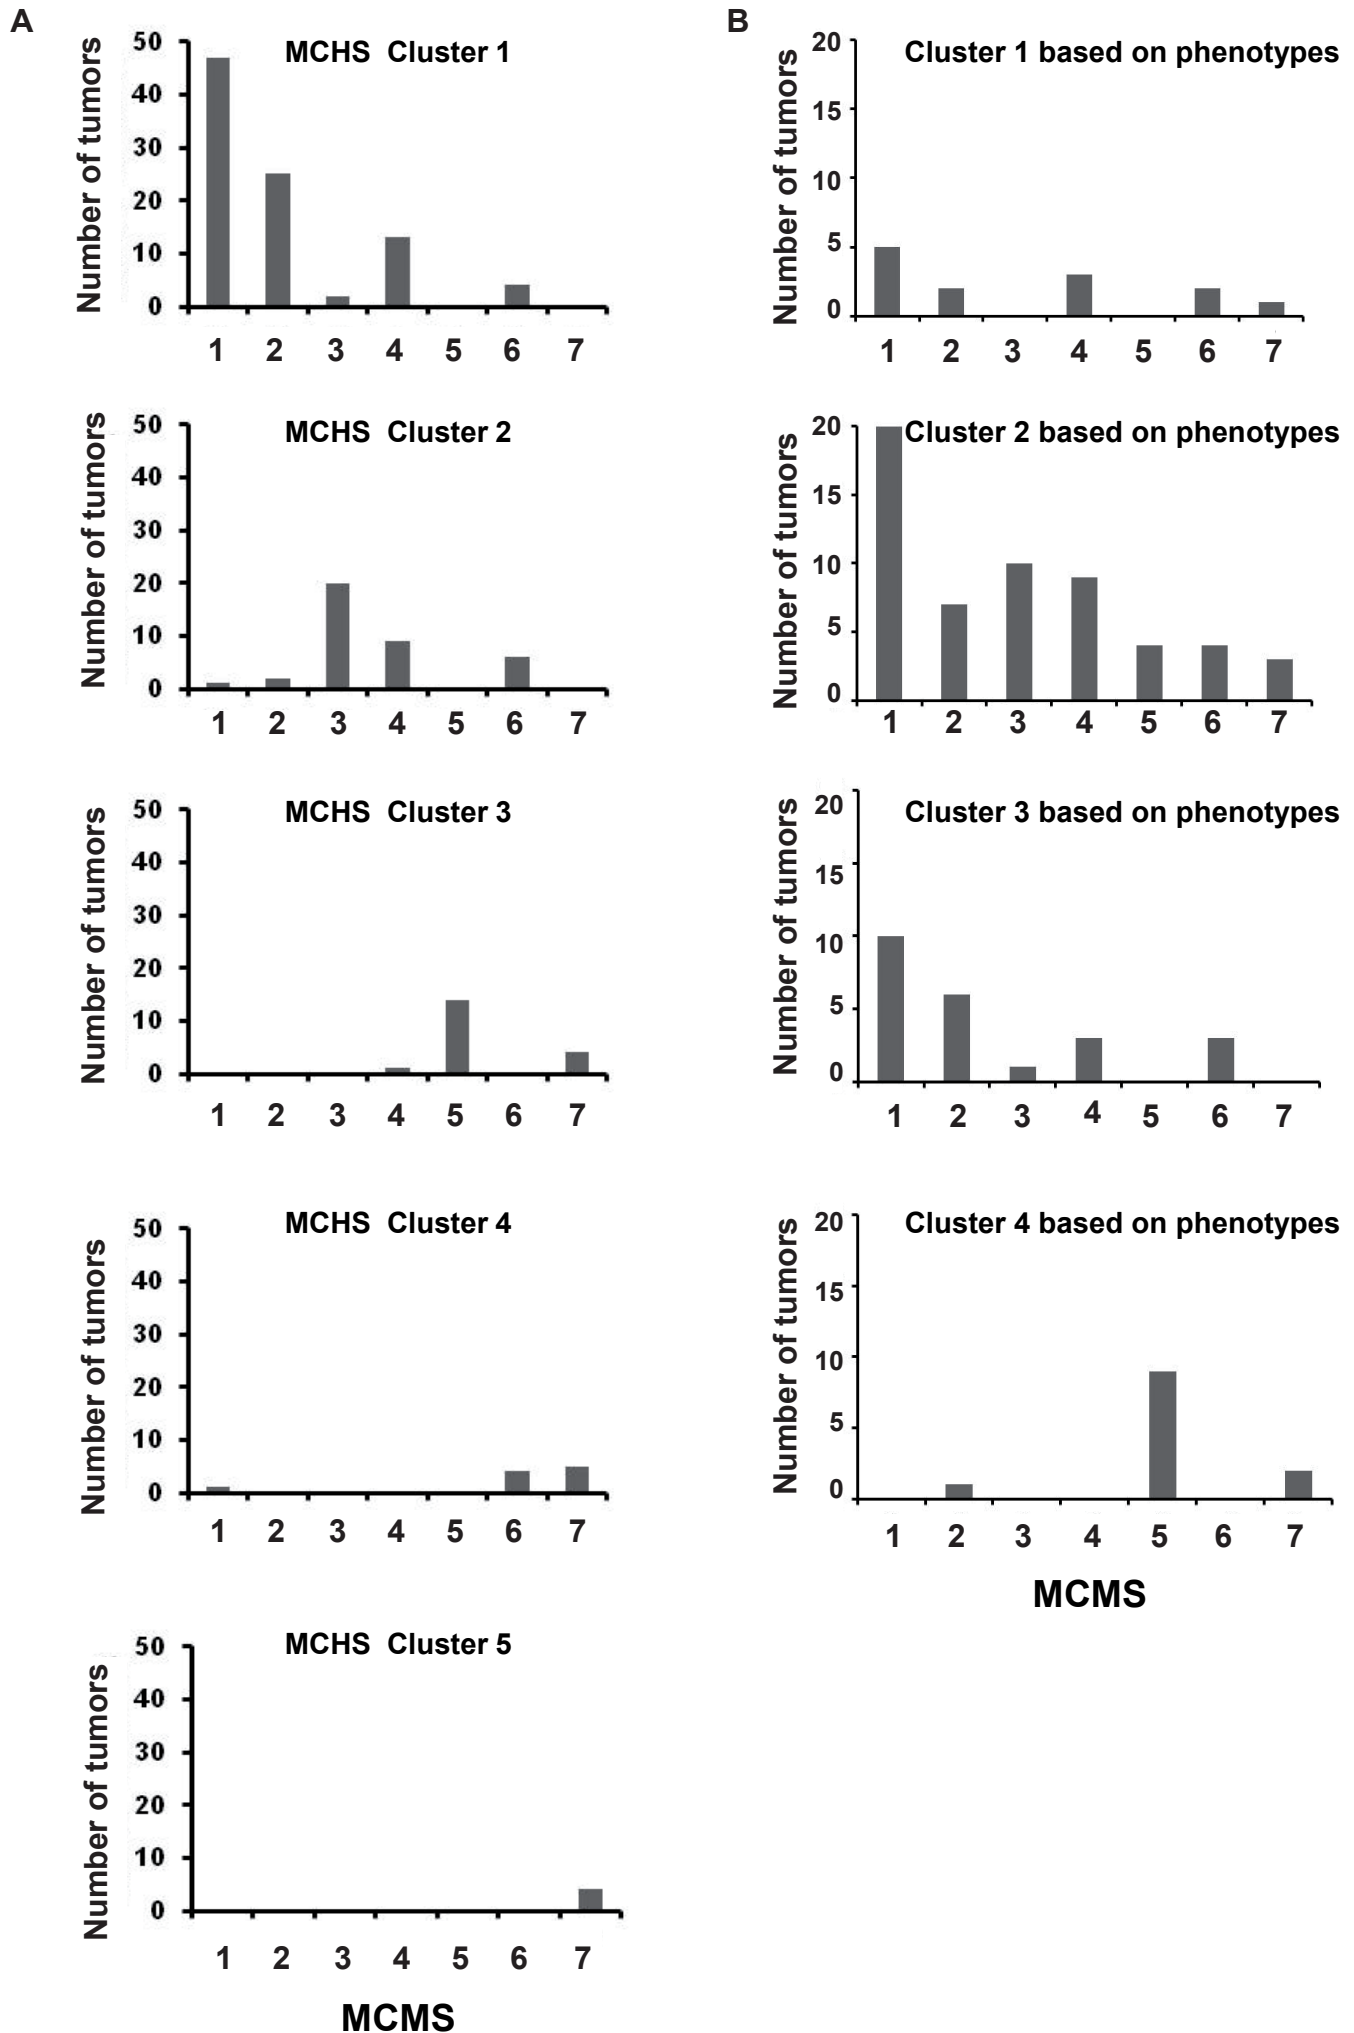 A
MCHS Cluster 1
Number of tumors
50
40
30
20
10
0
1 2 3 4 5 6 7
MCHS Cluster 2
Number of tumors
50
40
30
20
10
0
1 2 3 4 5 6 7
MCHS Cluster 3
Number of tumors
50
40
30
20
10
0
1 2 3 4 5 6 7
MCHS Cluster 4
Number of tumors
50
40
30
20
10
0
1 2 3 4 5 6 7
MCHS Cluster 5
Number of tumors
50
40
30
20
10
0
1 2 3 4 5 6 7
MCMS
B
Cluster 1 based on phenotypes
Number of tumors
20
15
10
5
0
1 2 3 4 5 6 7
Cluster 2 based on phenotypes
Number of tumors
20
15
10
5
0
1 2 3 4 5 6 7
Cluster 3 based on phenotypes
Number of tumors
20
15
10
5
0
1 2 3 4 5 6 7
Cluster 4 based on phenotypes
Number of tumors
20
15
10
5
0
1 2 3 4 5 6 7
MCMS